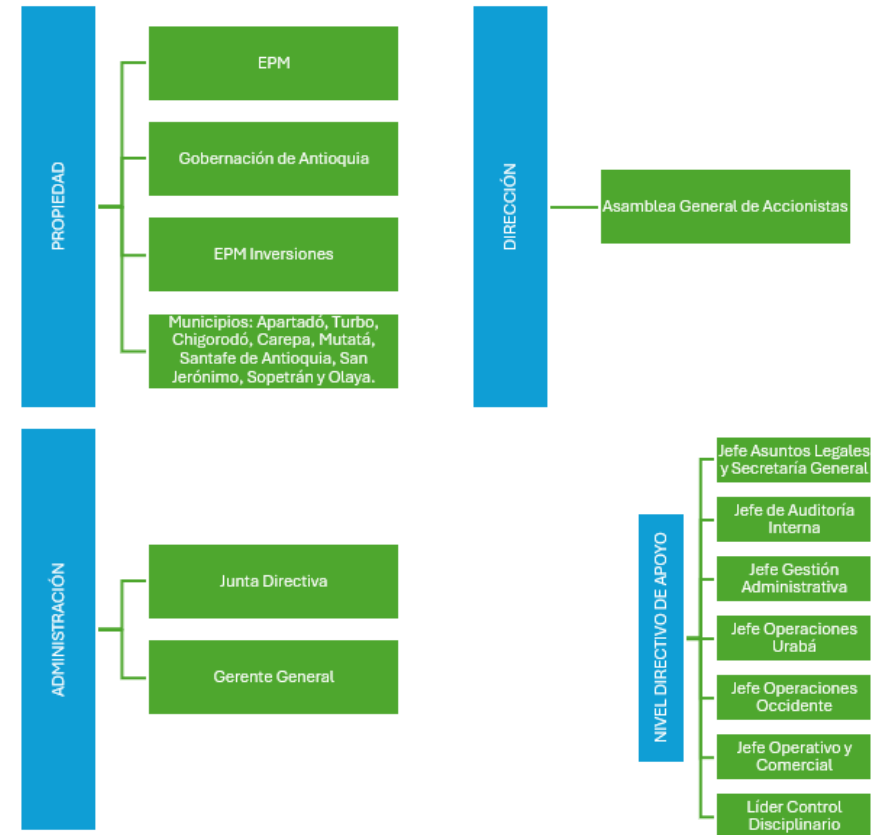 PROPIEDAD
EPM
Gobernación de Antioquia
EPM Inversiones
Municipios: Apartadó, Turbo,
Chigorodó, Carepa, Mutatá,
Santafe de Antioquia, San
Jerónimo, Sopetrán y Olaya.
DIRECCIÓN
Asamblea General de Accionistas
ADMINISTRACIÓN
Junta Directiva
Gerente General
NIVEL DIRECTIVO DE APOYO
Jefe Asuntos Legales
y Secretaría General
Jefe de Auditoría
Interna
Jefe Gestión
Administrativa
Jefe Operaciones
Urabá
Jefe Operaciones
Occidente
Jefe Operativo y
Comercial
Líder Control
Disciplinario